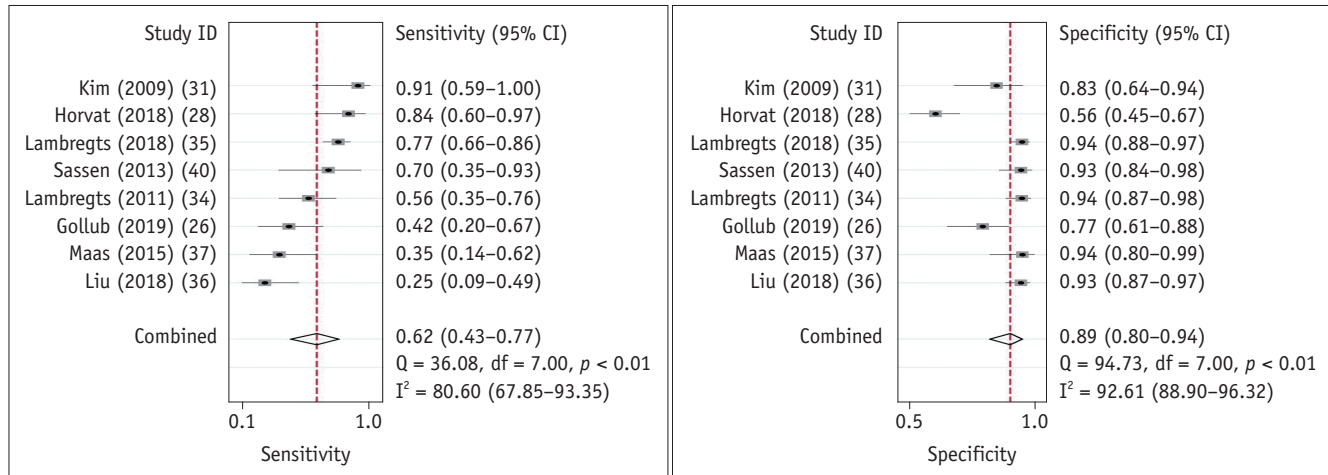 Study ID Sensitivity (95% CI)
Kim (2009) (31) 0.91 (0.59–1.00)
Horvat (2018) (28) 0.84 (0.60–0.97)
Lambregts (2018) (35) 0.77 (0.66–0.86)
Sassen (2013) (40) 0.70 (0.35–0.93)
Lambregts (2011) (34) 0.56 (0.35–0.76)
Gollub (2019) (26) 0.42 (0.20–0.67)
Maas (2015) (37) 0.35 (0.14–0.62)
Liu (2018) (36) 0.25 (0.09–0.49)
Combined 0.62 (0.43–0.77)
Q = 36.08, df = 7.00, p < 0.01
I² = 80.60 (67.85–93.35)
0.1 1.0
Sensitivity
Study ID Specificity (95% CI)
Kim (2009) (31) 0.83 (0.64–0.94)
Horvat (2018) (28) 0.56 (0.45–0.67)
Lambregts (2018) (35) 0.94 (0.88–0.97)
Sassen (2013) (40) 0.93 (0.84–0.98)
Lambregts (2011) (34) 0.94 (0.87–0.98)
Gollub (2019) (26) 0.77 (0.61–0.88)
Maas (2015) (37) 0.94 (0.80–0.99)
Liu (2018) (36) 0.93 (0.87–0.97)
Combined 0.89 (0.80–0.94)
Q = 94.73, df = 7.00, p < 0.01
I² = 92.61 (88.90–96.32)
0.5 1.0
Specificity